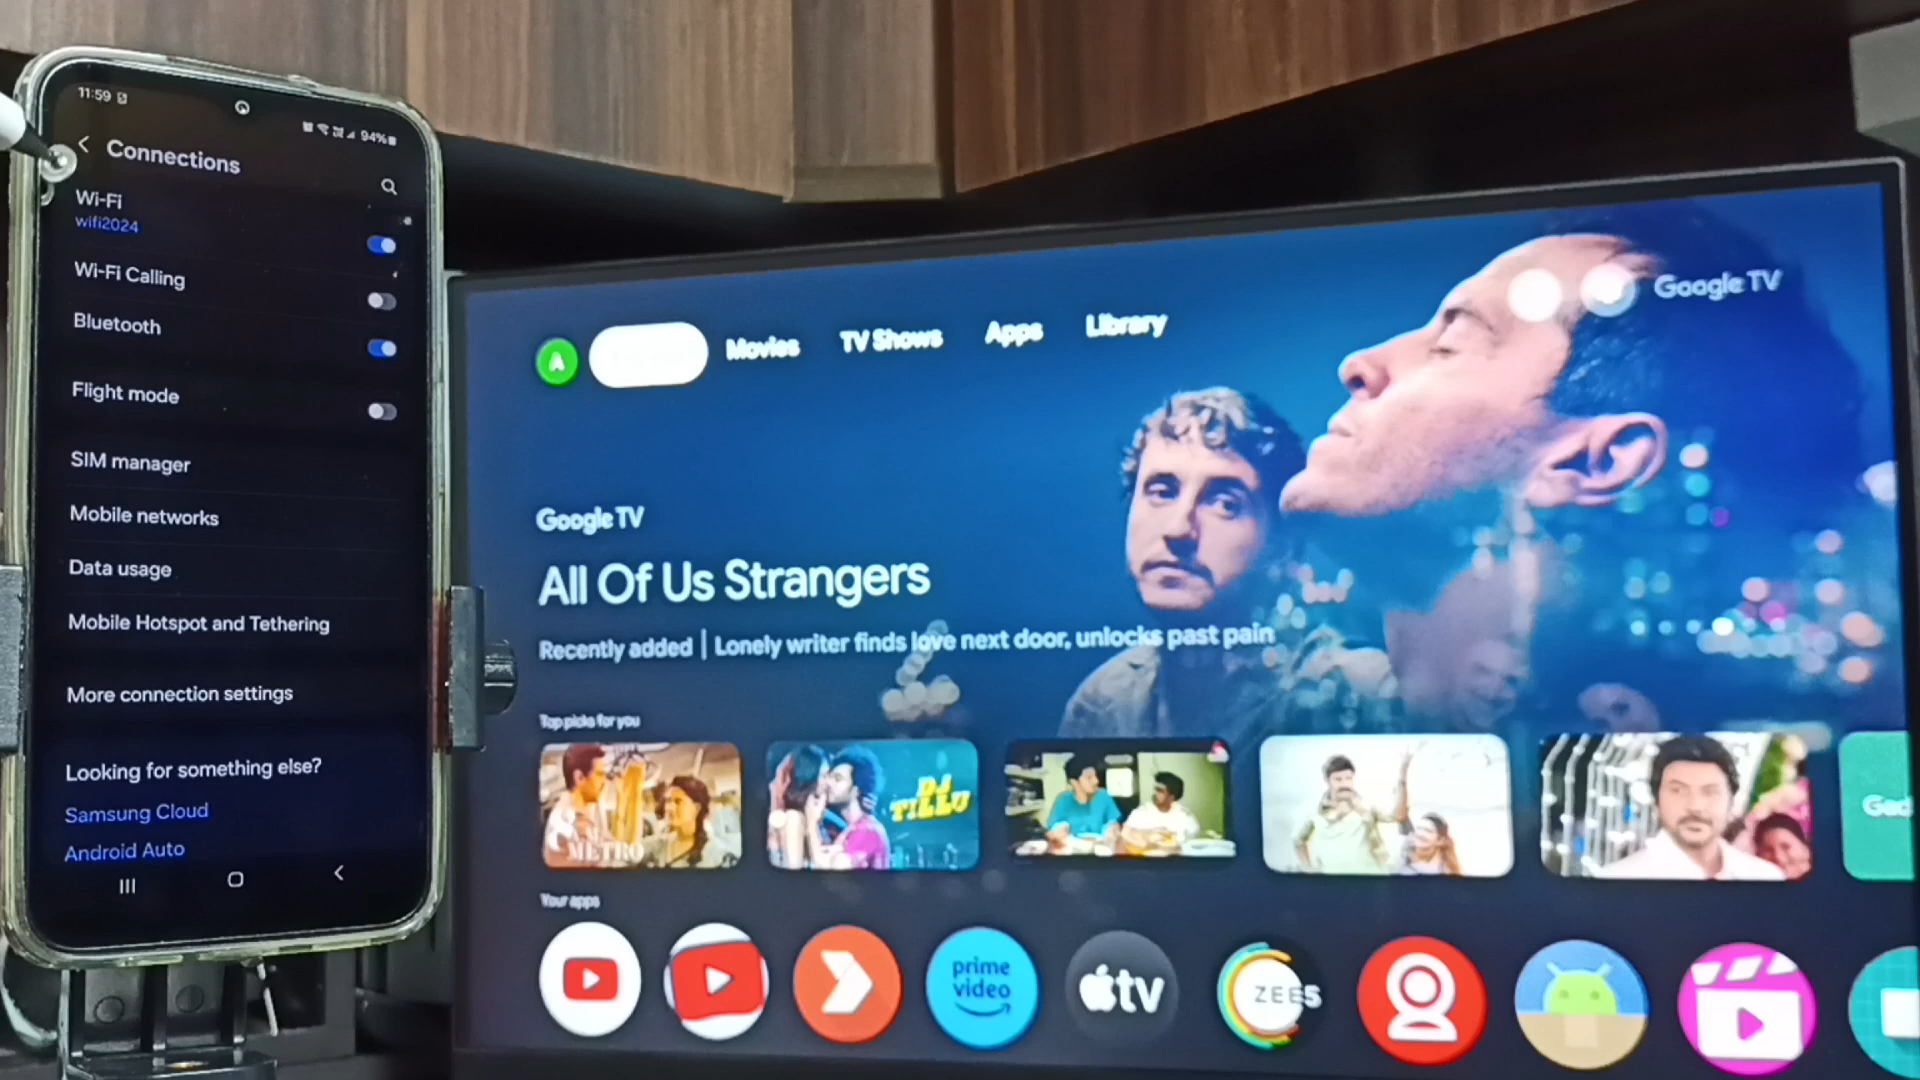 11:59
94%
Connections
Wi-Fi
wifi2024
Wi-Fi Calling
Bluetooth
Flight mode
SIM manager
Mobile networks
Data usage
Mobile Hotspot and Tethering
More connection settings
Looking for something else?
Samsung Cloud
Android Auto
A
Movies
TV Shows
Apps
Library
Google TV
Google TV
All Of Us Strangers
Recently added | Lonely writer finds love next door, unlocks past pain
Top picks for you
METRO
DJ
TILLU
Your apps
prime
video
tv
ZEE5